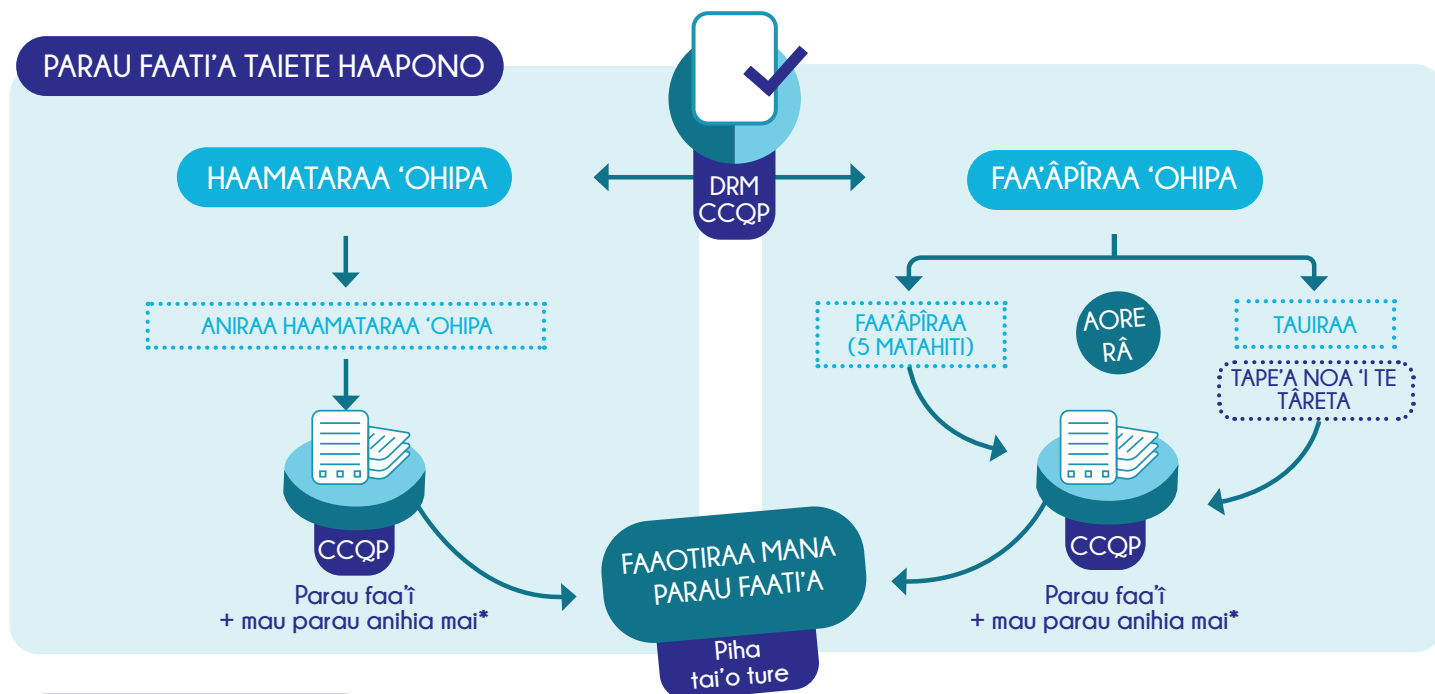 PARAU FAATI'A TAIETE HAAPONO
DRM
CCQP
HAAMATARAA ‘OHIPA
FAA'ÂPÎRAA ‘OHIPA
ANIRAA HAAMATARAA ‘OHIPA
FAA'ÂPÎRAA
(5 MATAHITI)
AORE
RÂ
TAUIRAA
TAPE'A NOA ‘I TE
TÂRETA
CCQP
Parau faa'î
+ mau parau anihia mai*
CCQP
Parau faa'î
+ mau parau anihia mai*
FAAOTIRAA MANA
PARAU FAATI'A
Piha
tai'o ture